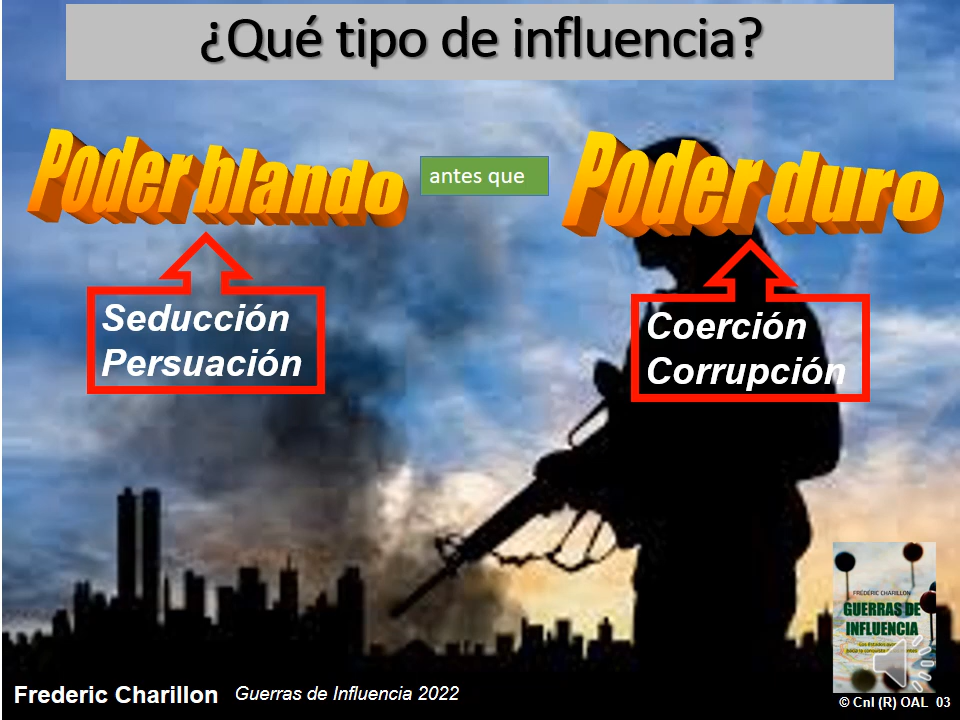 ¿Qué tipo de influencia?
Poder blando
antes que
Poder duro
Seducción
Persuación
Coerción
Corrupción
FRÉDÉRIC CHARILLON
GUERRAS DE
INFLUENCIA
Frederic Charillon
Guerras de Influencia 2022
© Cnl (R) OAL 03